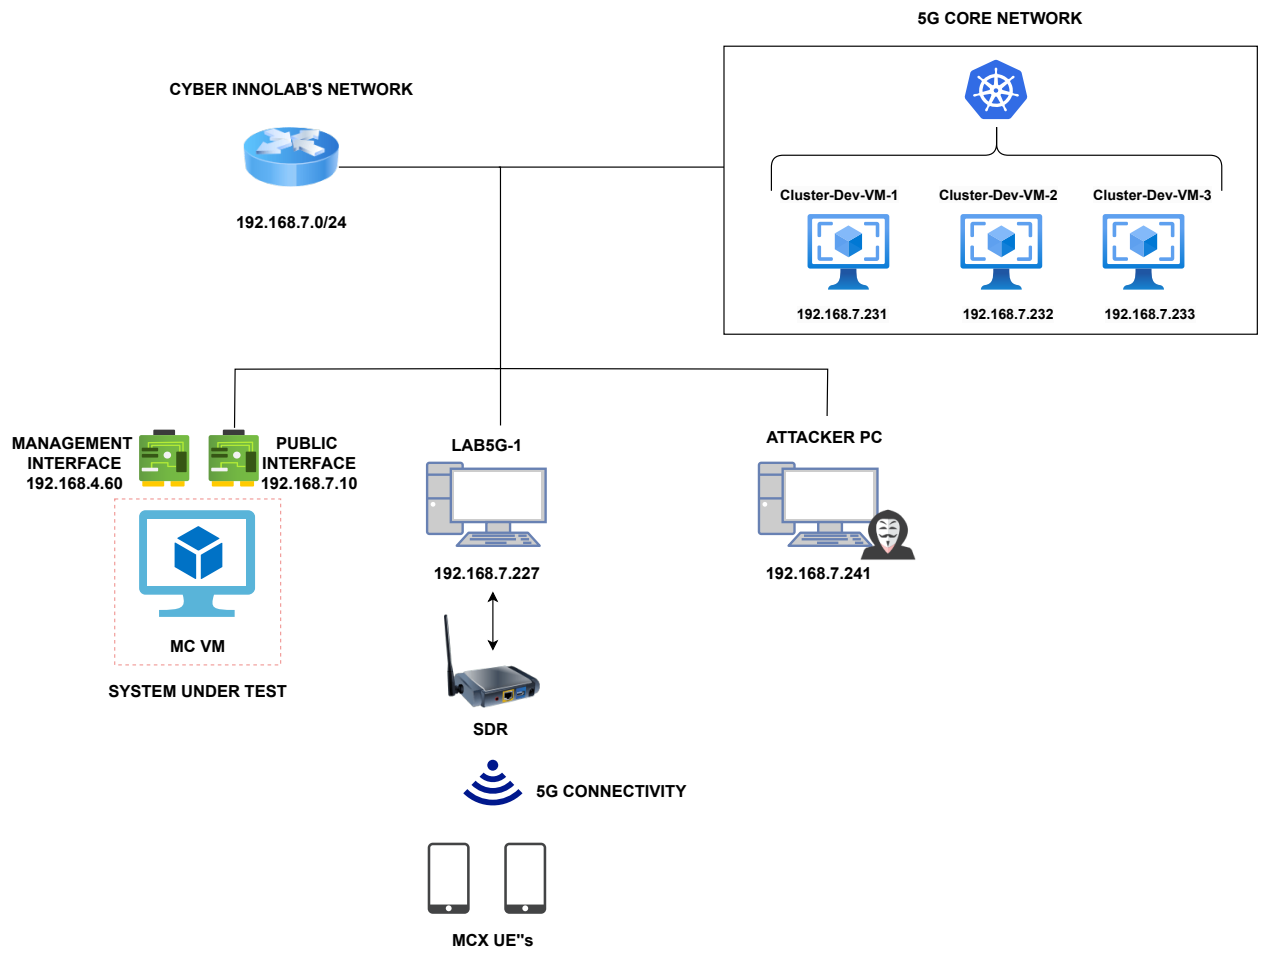 5G CORE NETWORK
CYBER INNOLAB'S NETWORK
192.168.7.0/24
Cluster-Dev-VM-1
Cluster-Dev-VM-2
Cluster-Dev-VM-3
192.168.7.231
192.168.7.232
192.168.7.233
MANAGEMENT
INTERFACE
192.168.4.60
PUBLIC
INTERFACE
192.168.7.10
MC VM
SYSTEM UNDER TEST
LAB5G-1
192.168.7.227
ATTACKER PC
192.168.7.241
SDR
5G CONNECTIVITY
MCX UE"s